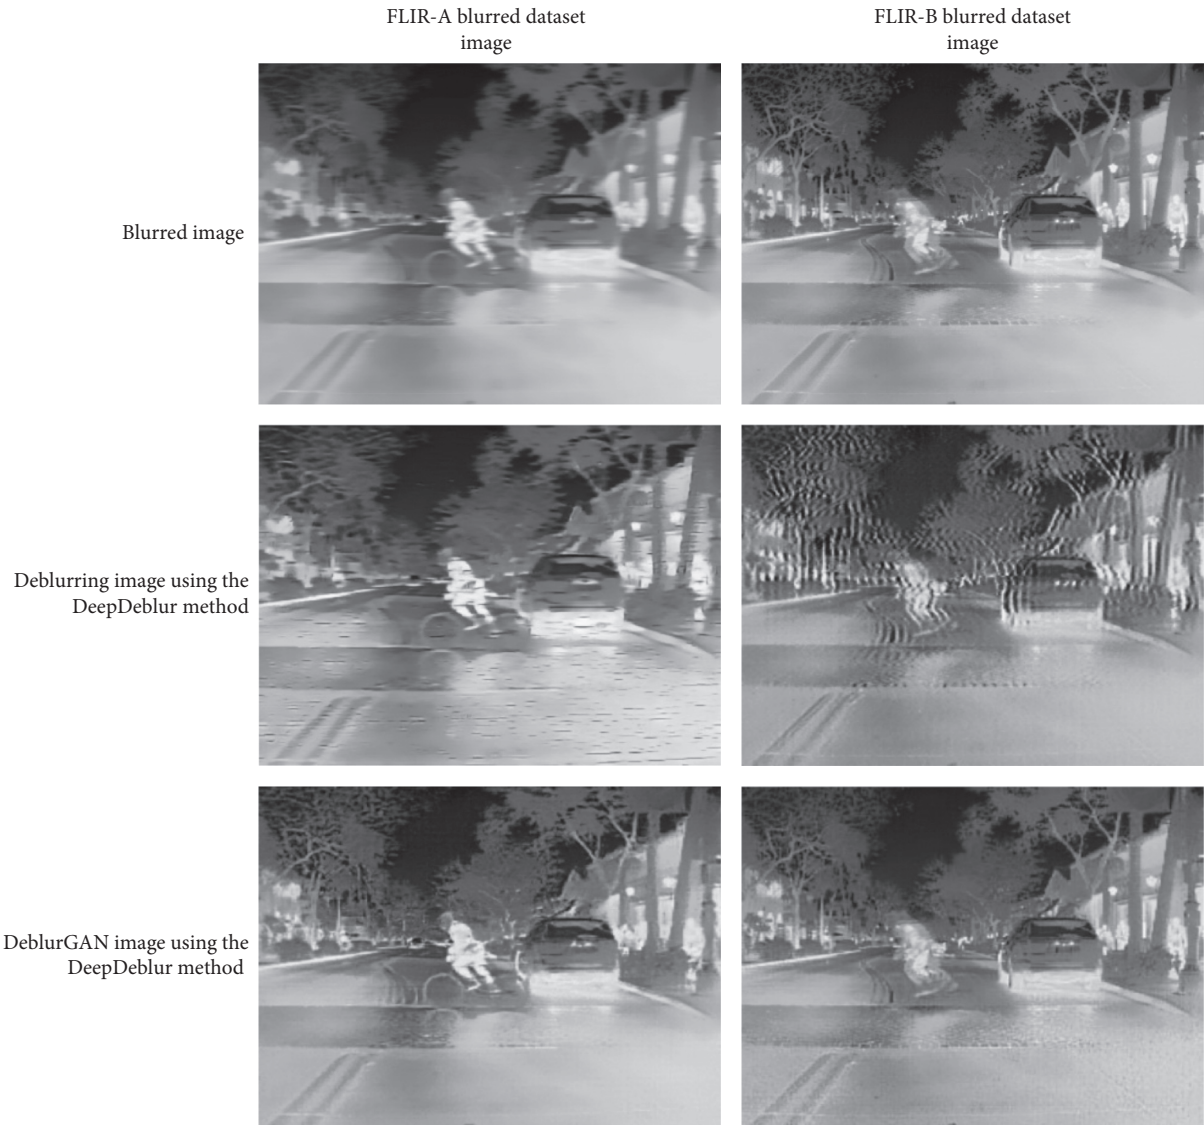 FLIR-A blurred dataset
image
FLIR-B blurred dataset
image
Blurred image
Deblurring image using the
DeepDeblur method
DeblurGAN image using the
DeepDeblur method